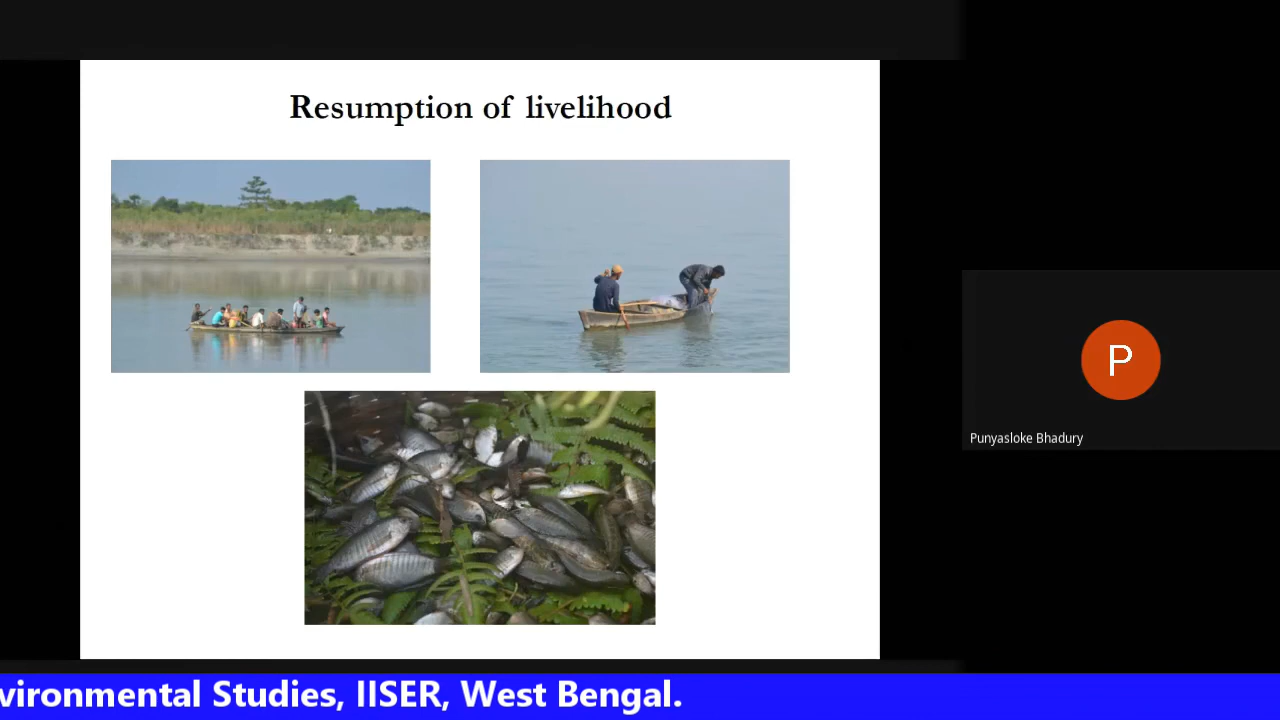 Resumption of livelihood
P
Punyasloke Bhadury
vironmental Studies, IISER, West Bengal.